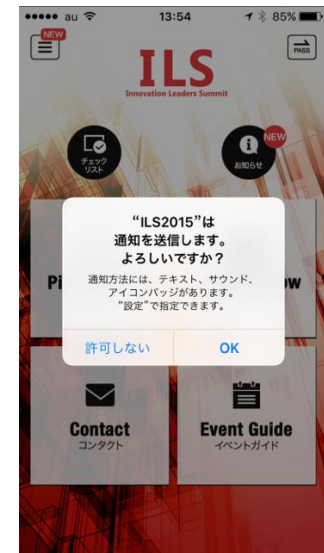 au 13:54 85%
NEW
PASS
ILS
Innovation Leaders Summit
NEW
チェック
リスト
お知らせ
“ILS2015”は
通知を送信します。
よろしいですか？
通知方法には、テキスト、サウンド、
アイコンバッジがあります。
“設定”で指定できます。
許可しない OK
Pi
w
Contact
コンタクト
Event Guide
イベントガイド